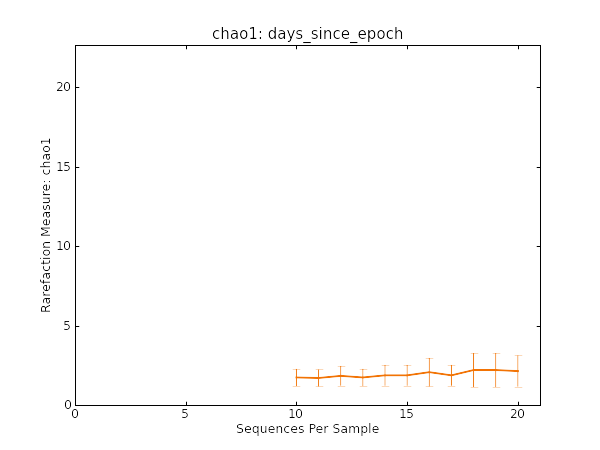 chao1: days_since_epoch
Rarefaction Measure: chao1
20
15
10
5
0
0 5 10 15 20
Sequences Per Sample